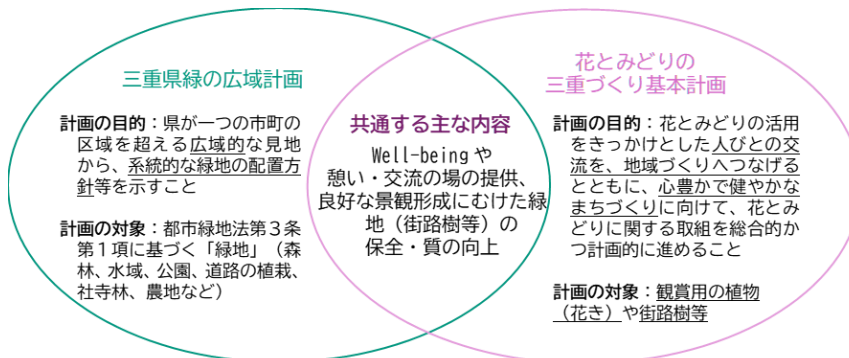 三重県緑の広域計画
計画の目的：県が一つの市町の
区域を超える広域的な見地
から、系統的な緑地の配置方
針等を示すこと
計画の対象：都市緑地法第３条
第１項に基づく「緑地」（森
林、水域、公園、道路の植栽、
社寺林、農地など）
共通する主な内容
Well-beingや
憩い・交流の場の提供、
良好な景観形成にむけた緑
地（街路樹等）の
保全・質の向上
花とみどりの
三重づくり基本計画
計画の目的：花とみどりの活用
をきっかけとした人びととの交
流を、地域づくりへつなげる
とともに、心豊かで健やかな
まちづくりに向けて、花とみ
どりに関する取組を総合的か
つ計画的に進めること
計画の対象：観賞用の植物
（花き）や街路樹等